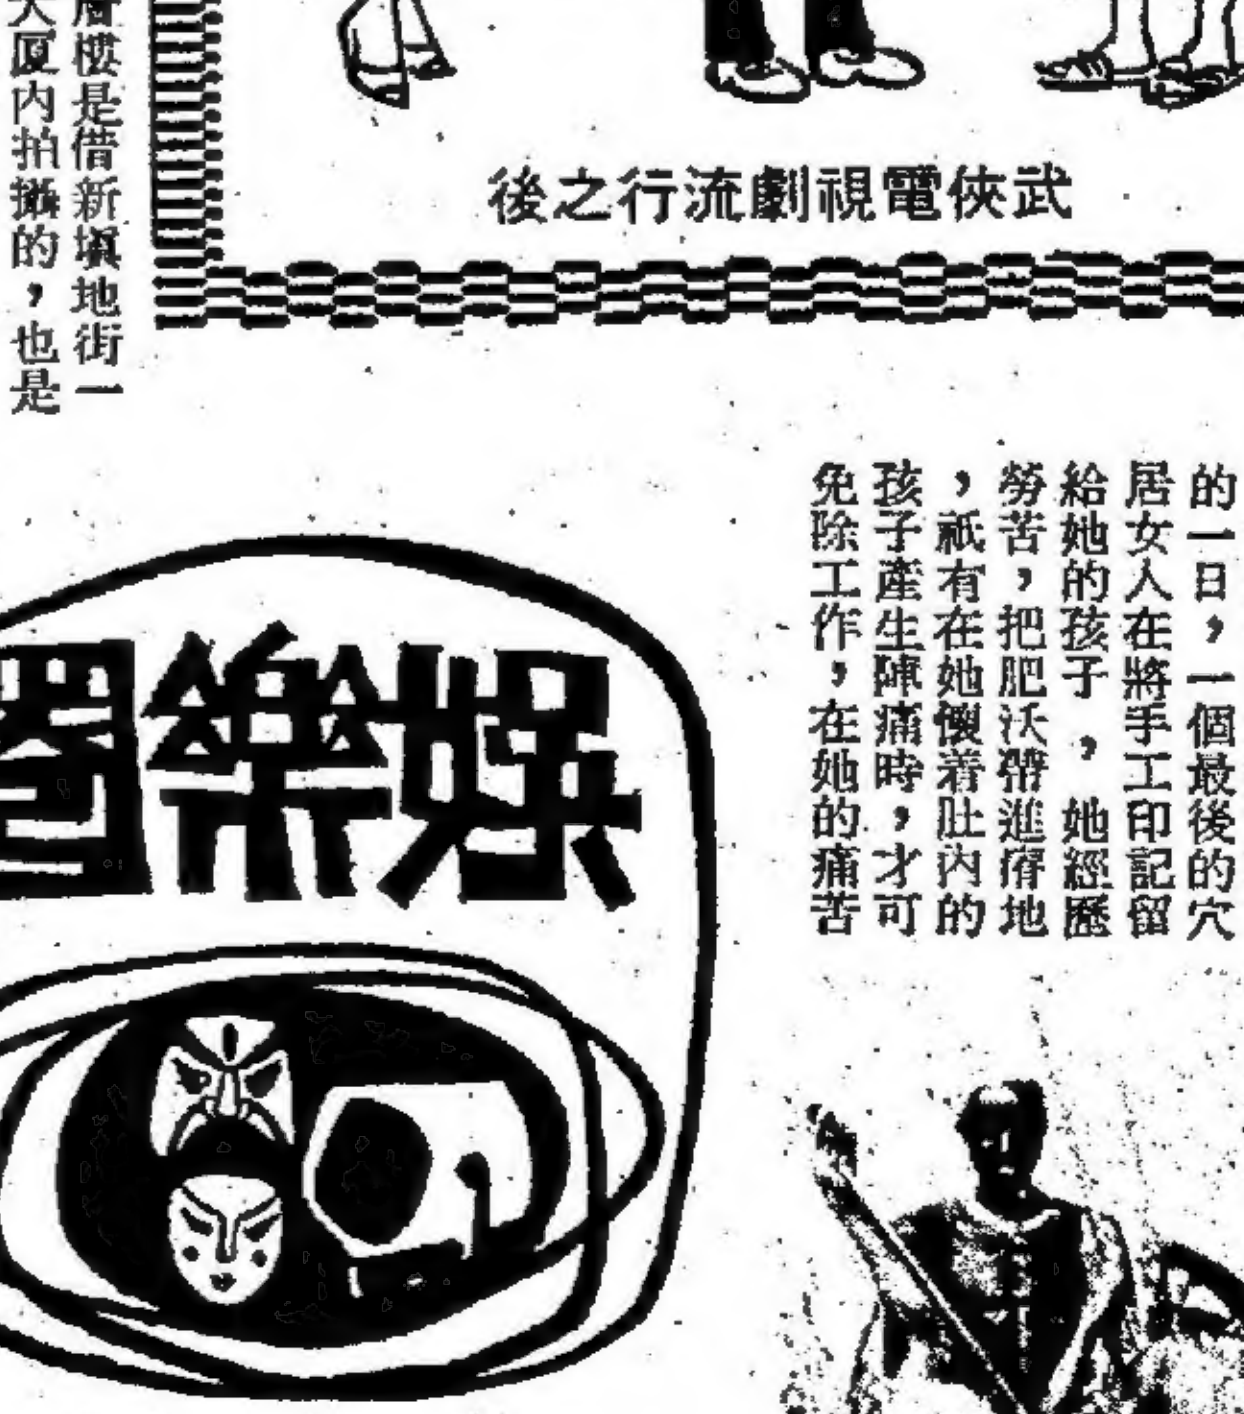 武俠電視劇流行之後
的一日，一個最後的穴
居女人在將手工印記留
給她的孩子，她經歷
勞苦，把肥沃帶進瘠地
，祇有在她懷着肚內的
孩子產生陣痛時，才可
免除工作，在她的痛苦
娛樂圈
樓是借新塡地街一
厦內拍攝的，也是